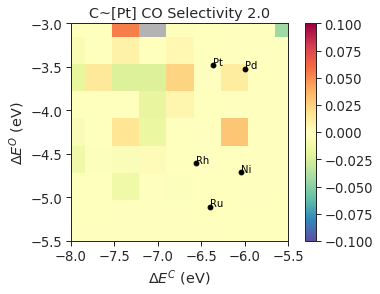 C~[Pt] CO Selectivity 2.0
−3.0
−3.5
−4.0
−4.5
−5.0
−5.5
ΔE^O (eV)
Pt
Pd
Rh
Ni
Ru
−8.0 −7.5 −7.0 −6.5 −6.0 −5.5
ΔE^C (eV)
0.100
0.075
0.050
0.025
0.000
−0.025
−0.050
−0.075
−0.100